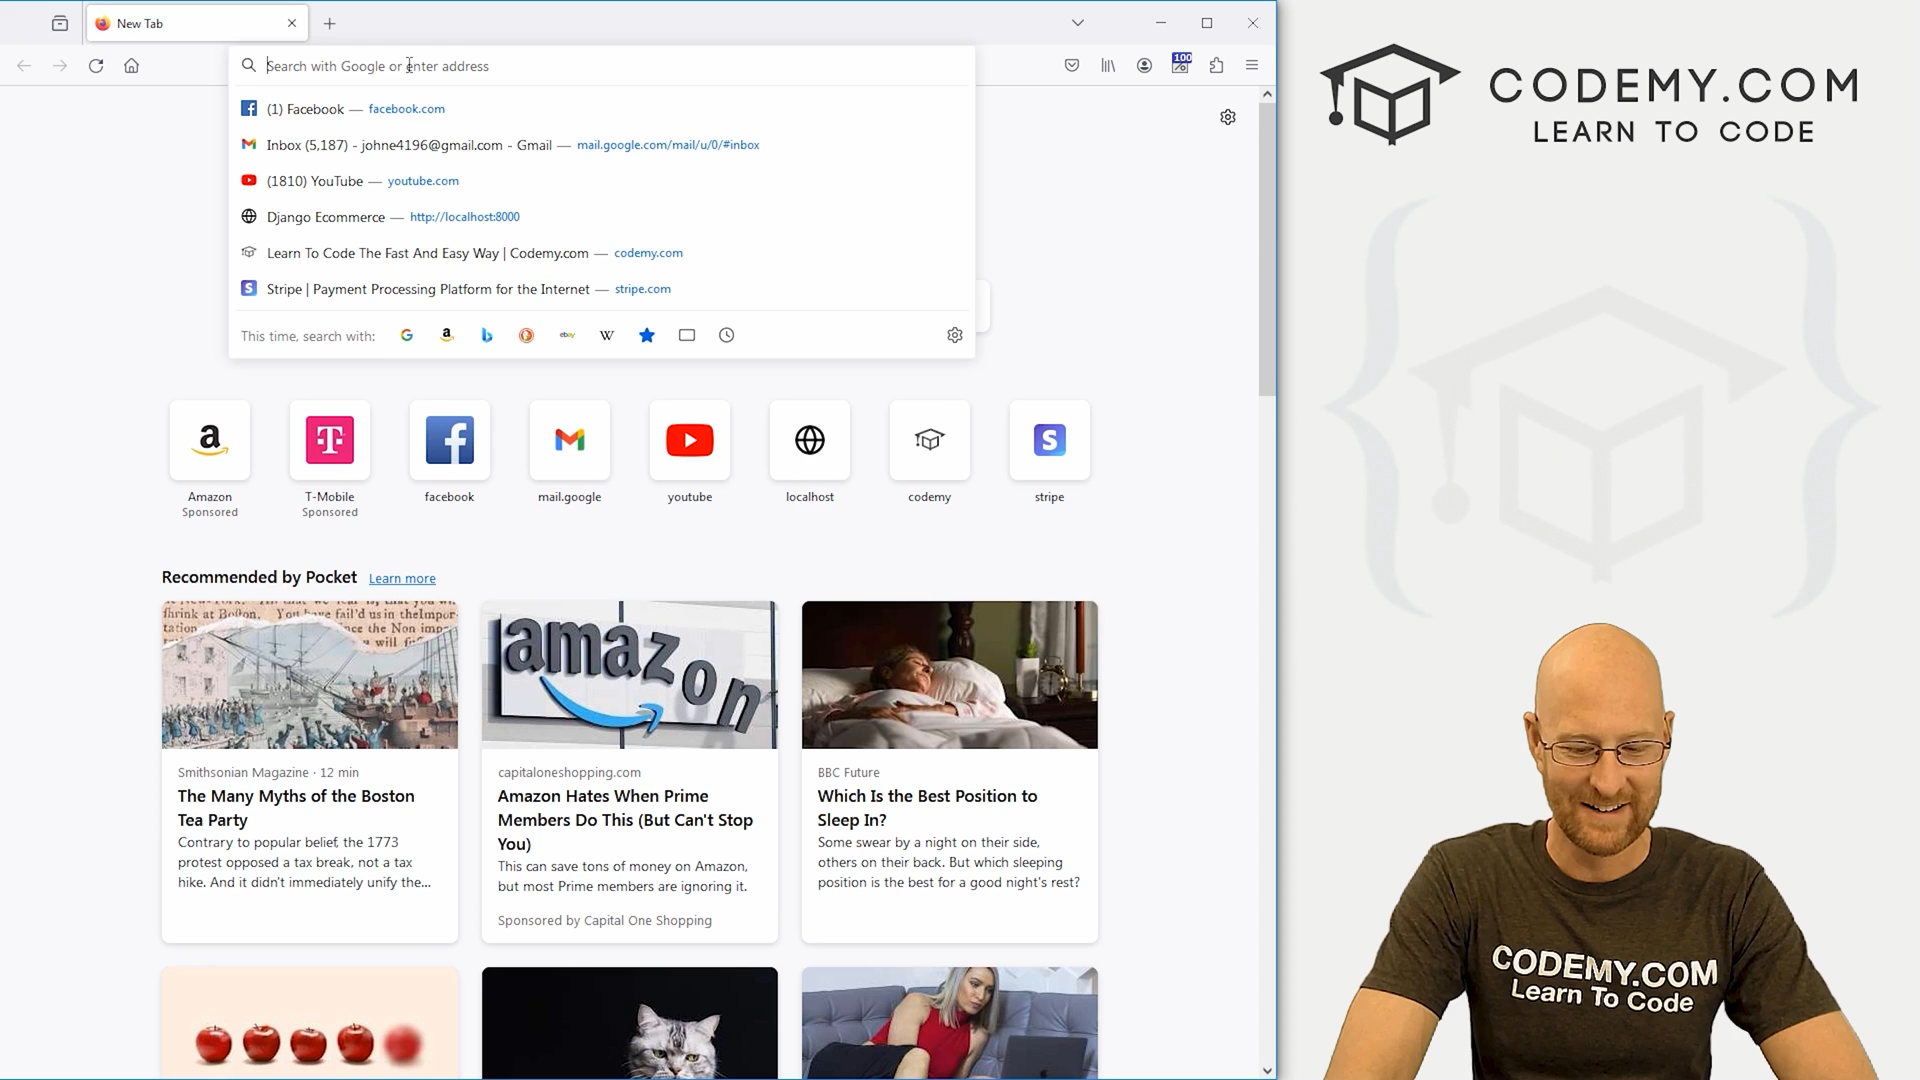 New Tab
Search with Google or enter address
100
(1) Facebook — facebook.com
Inbox (5,187) - johne4196@gmail.com - Gmail — mail.google.com/mail/u/0/#inbox
(1810) YouTube — youtube.com
Django Ecommerce — http://localhost:8000
Learn To Code The Fast And Easy Way | Codemy.com — codemy.com
Stripe | Payment Processing Platform for the Internet — stripe.com
This time, search with:
Amazon
Sponsored
T-Mobile
Sponsored
facebook
mail.google
youtube
localhost
codemy
stripe
Recommended by Pocket Learn more
amazon
Smithsonian Magazine · 12 min
The Many Myths of the Boston
Tea Party
Contrary to popular belief, the 1773
protest opposed a tax break, not a tax
hike. And it didn't immediately unify the...
capitaloneshopping.com
Amazon Hates When Prime
Members Do This (But Can't Stop
You)
This can save tons of money on Amazon,
but most Prime members are ignoring it.
Sponsored by Capital One Shopping
BBC Future
Which Is the Best Position to
Sleep In?
Some swear by a night on their side,
others on their back. But which sleeping
position is the best for a good night's rest?
CODEMY.COM
LEARN TO CODE
CODEMY.COM
Learn To Code